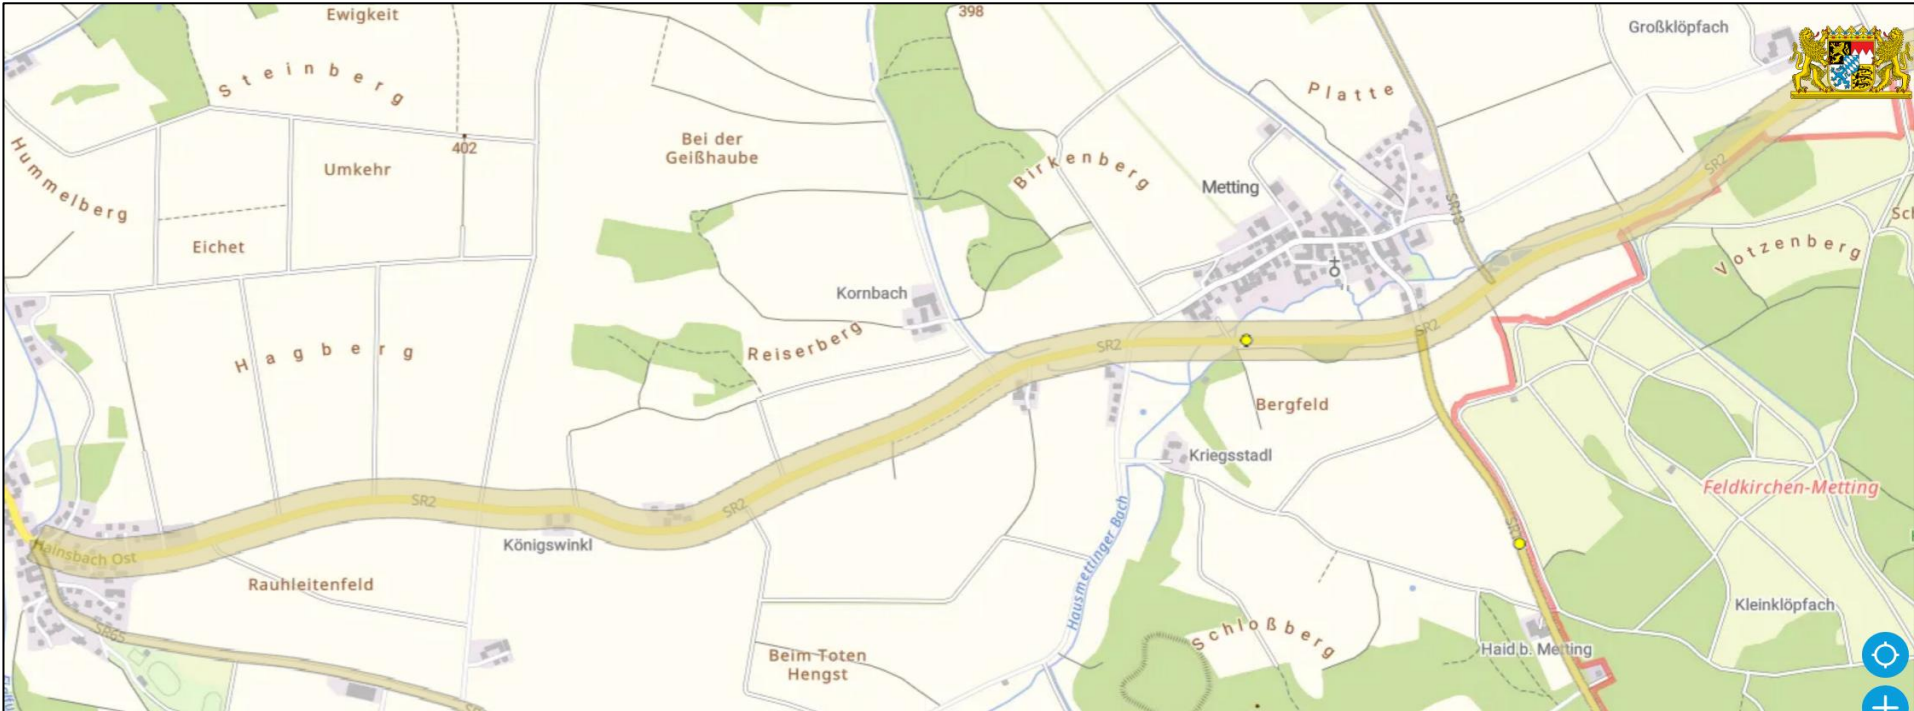 Ewigkeit
398
Großklöpfach
Steinberg
Platte
402
Bei der
Geißhaube
Hummelberg
Umkehr
Birkenberg
Metting
SR2
SR18
Eichet
Votzenberg
Kornbach
Reiserberg
Hagberg
SR2
SR2
Bergfeld
Kriegsstadl
Feldkirchen-Metting
SR2
SR2
Hausmettinger Bach
Königswinkl
Hainsbach Ost
Rauhleitenfeld
Kleinklöpfach
SR65
Schloßberg
Haid b. Metting
Beim Toten
Hengst